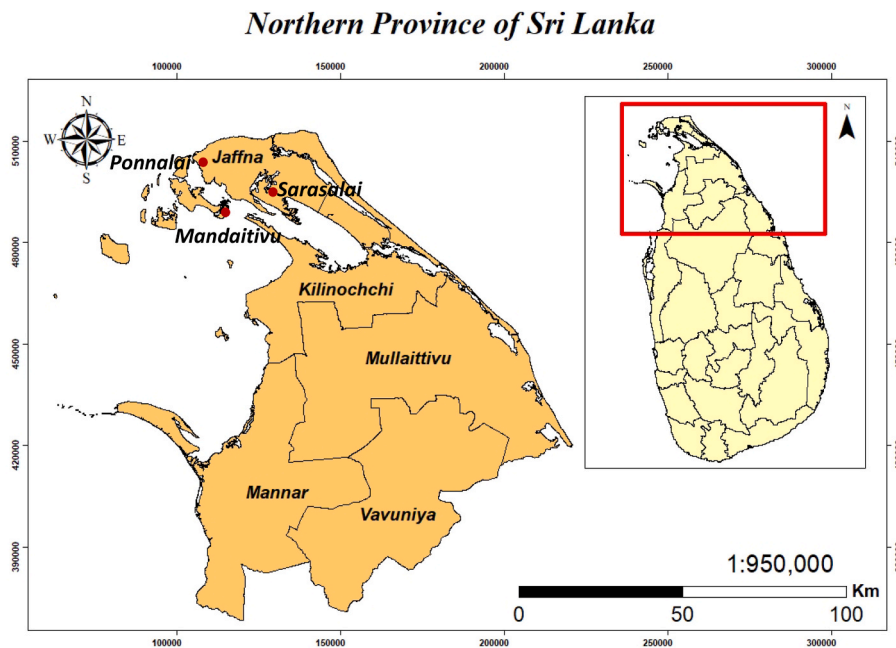 Northern Province of Sri Lanka
100000 150000 200000 250000 300000
N
W E
S
N
510000
Ponnalai
Jaffna
Sarasalai
Mandaitivu
480000
Kilinochchi
450000
Mullaittivu
420000
Mannar
Vavuniya
390000
1:950,000
Km
0 50 100
100000 150000 200000 250000 300000